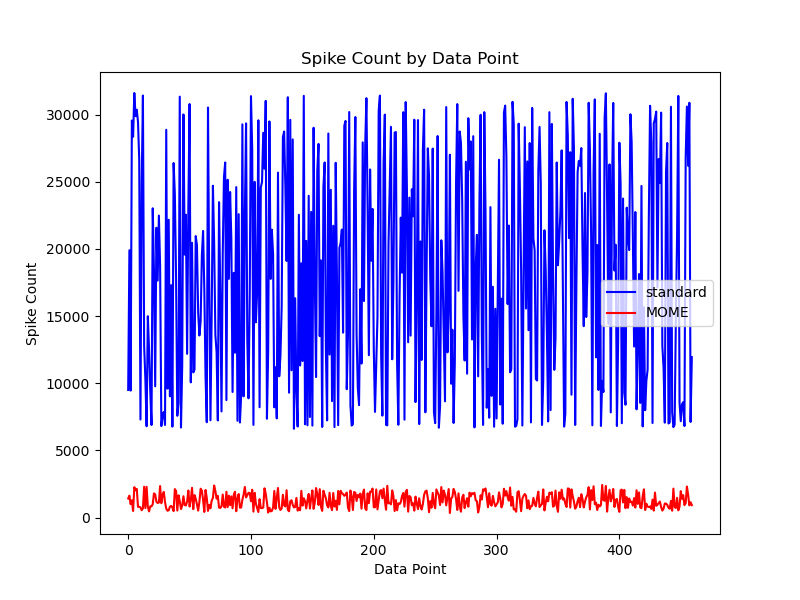 Spike Count by Data Point
Spike Count
30000
25000
20000
15000
10000
5000
0
standard
MOME
0 100 200 300 400
Data Point